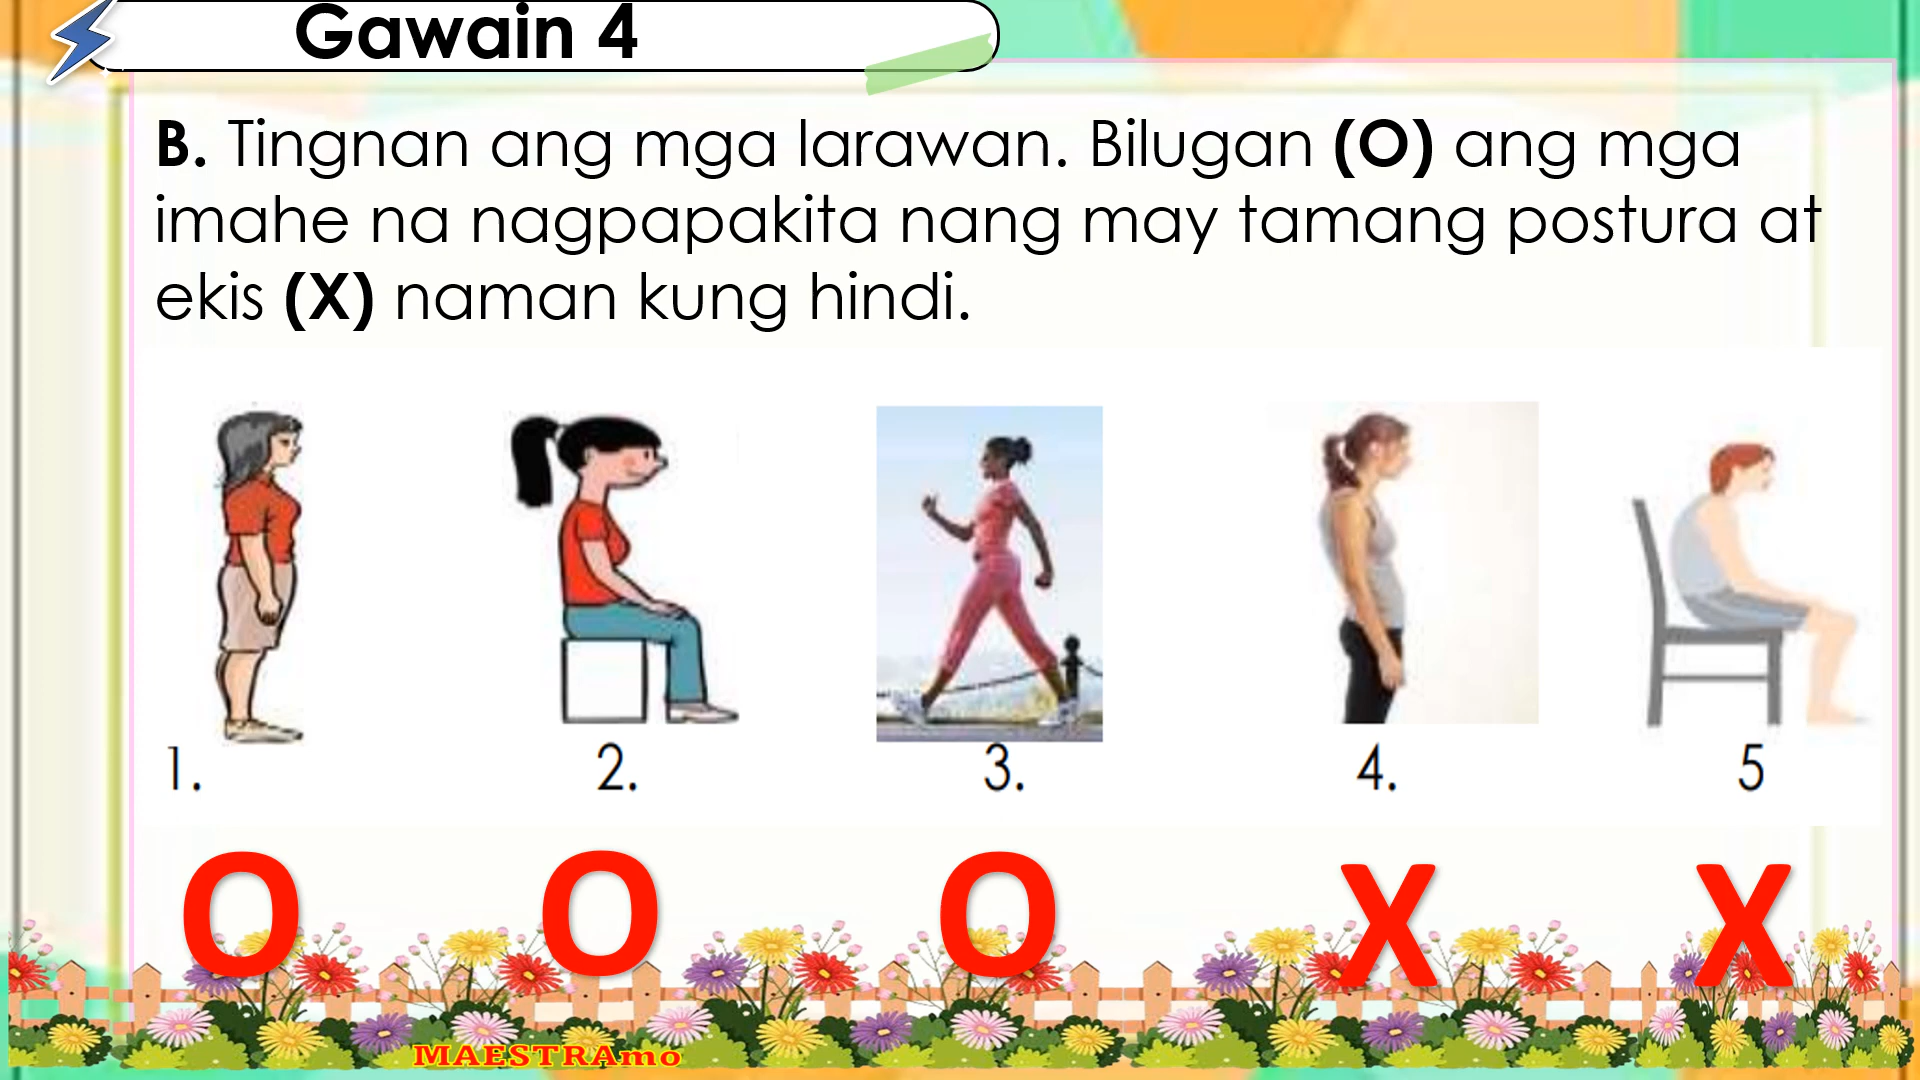 Gawain 4
B. Tingnan ang mga larawan. Bilugan (O) ang mga
imahe na nagpapakita nang may tamang postura at
ekis (X) naman kung hindi.
1. 2. 3. 4. 5
O O O X X
MAESTRAmo